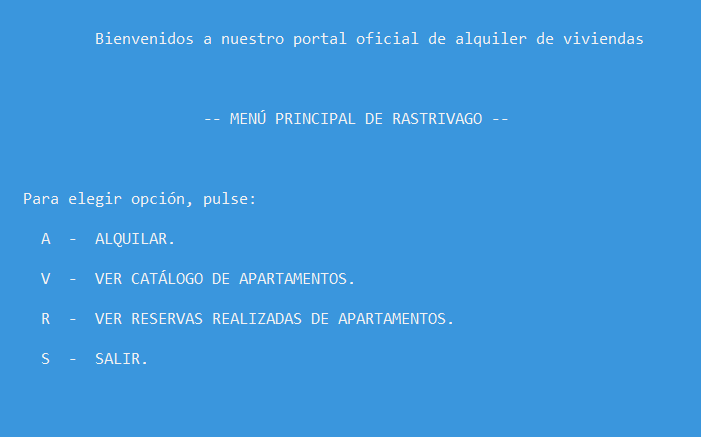 Bienvenidos a nuestro portal oficial de alquiler de viviendas
-- MENÚ PRINCIPAL DE RASTRIVAGO --
Para elegir opción, pulse:
A - ALQUILAR.
V - VER CATÁLOGO DE APARTAMENTOS.
R - VER RESERVAS REALIZADAS DE APARTAMENTOS.
S - SALIR.